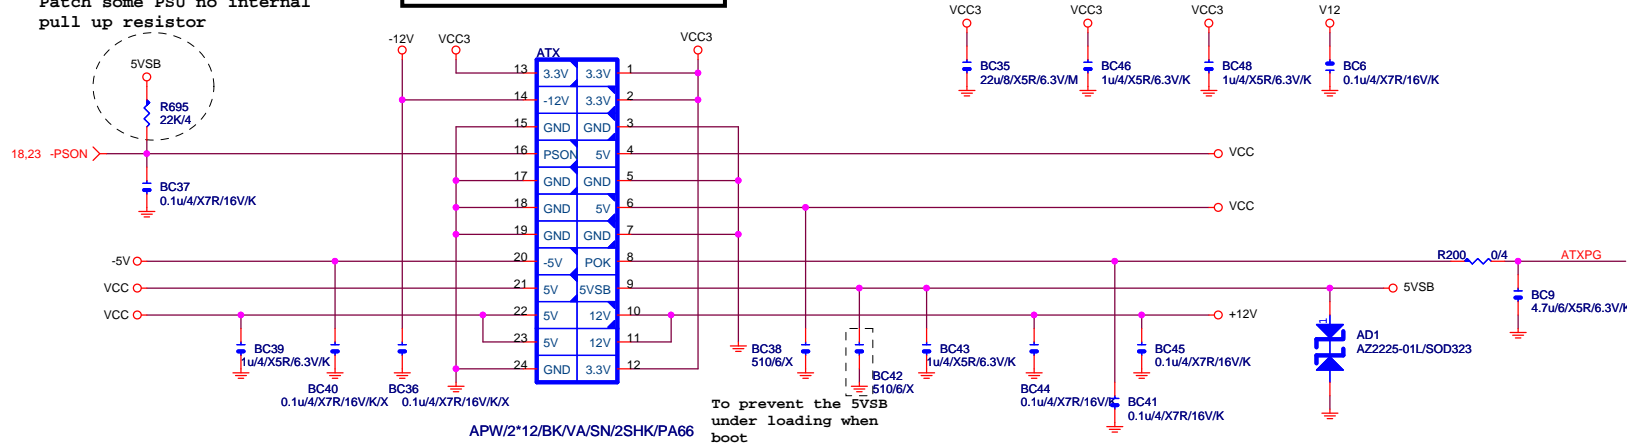 Patch some PSU no internal
pull up resistor
5VSB
R695
22K/4
18,23 -PSON
BC37
0.1u/4/X7R/16V/K
-12V
VCC3
VCC3
ATX
13 3.3V 3.3V 1
14 -12V 3.3V 2
15 GND GND 3
16 PSON 5V 4
17 GND GND 5
18 GND 5V 6
19 GND GND 7
20 -5V POK 8
21 5V 5VSB 9
22 5V 12V 10
23 5V 12V 11
24 GND 3.3V 12
VCC3
BC35
22u/8/X5R/6.3V/M
VCC3
BC46
1u/4/X5R/6.3V/K
VCC3
BC48
1u/4/X5R/6.3V/K
V12
BC6
0.1u/4/X7R/16V/K
VCC
VCC
-5V
VCC
VCC
BC39
1u/4/X5R/6.3V/K
BC40
0.1u/4/X7R/16V/K/X
BC36
0.1u/4/X7R/16V/K/X
R200
0/4
ATXPG
5VSB
+12V
BC9
4.7u/6/X5R/6.3V/K
BC38
510/6/X
BC42
510/6/X
BC43
1u/4/X5R/6.3V/K
BC44
0.1u/4/X7R/16V/K
BC45
0.1u/4/X7R/16V/K
BC41
0.1u/4/X7R/16V/K
1
AD1
AZ2225-01L/SOD323
To prevent the 5VSB
under loading when
boot
APW/2*12/BK/VA/SN/2SHK/PA66